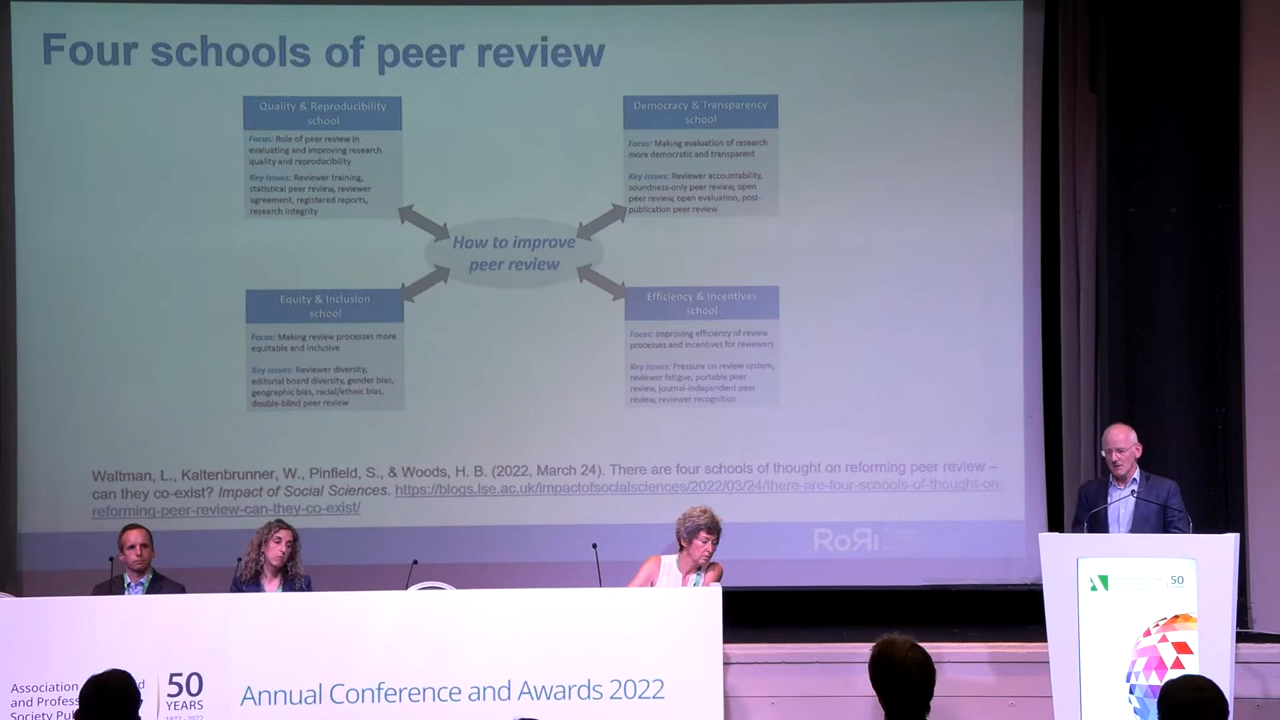 Four schools of peer review
Quality & Reproducibility
school
Focus: Role of peer review in
evaluating and improving research
quality and reproducibility
Key issues: Reviewer training,
statistical peer review, reviewer
agreement, registered reports,
research integrity
Democracy & Transparency
school
Focus: Making evaluation of research
more democratic and transparent
Key issues: Reviewer accountability,
soundness-only peer review, open
peer review, open evaluation, post-
publication peer review
How to improve
peer review
Equity & Inclusion
school
Focus: Making review processes more
equitable and inclusive
Key issues: Reviewer diversity,
editorial board diversity, gender bias,
geographic bias, racial/ethnic bias,
double-blind peer review
Efficiency & Incentives
school
Focus: Improving efficiency of review
processes and incentives for reviewers
Key issues: Pressure on review system,
reviewer fatigue, portable peer
review, journal-independent peer
review, reviewer recognition
Waltman, L., Kaltenbrunner, W., Pinfield, S., & Woods, H. B. (2022, March 24). There are four schools of thought on reforming peer review –
can they co-exist? Impact of Social Sciences. https://blogs.lse.ac.uk/impactofsocialsciences/2022/03/24/there-are-four-schools-of-thought-on-
reforming-peer-review-can-they-co-exist/
RoRI
50
Association
and Profess
Society Pu
50
YEARS
1972 - 2022
Annual Conference and Awards 2022